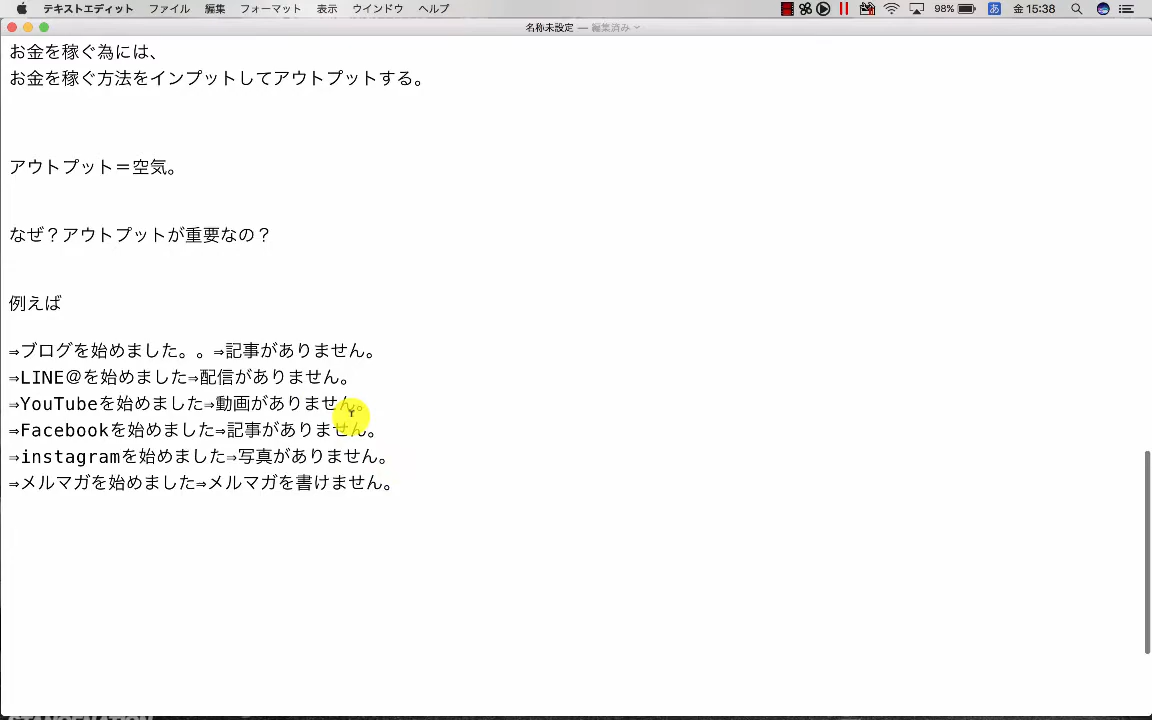 テキストエディット ファイル 編集 フォーマット 表示 ウインドウ ヘルプ 98% あ 金 15:38
名称未設定 — 編集済み
お金を稼ぐ為には、
お金を稼ぐ方法をインプットしてアウトプットする。
アウトプット＝空気。
なぜ？アウトプットが重要なの？
例えば
⇒ブログを始めました。。⇒記事がありません。
⇒LINE＠を始めました⇒配信がありません。
⇒YouTubeを始めました⇒動画がありません。
⇒Facebookを始めました⇒記事がありません。
⇒instagramを始めました⇒写真がありません。
⇒メルマガを始めました⇒メルマガを書けません。